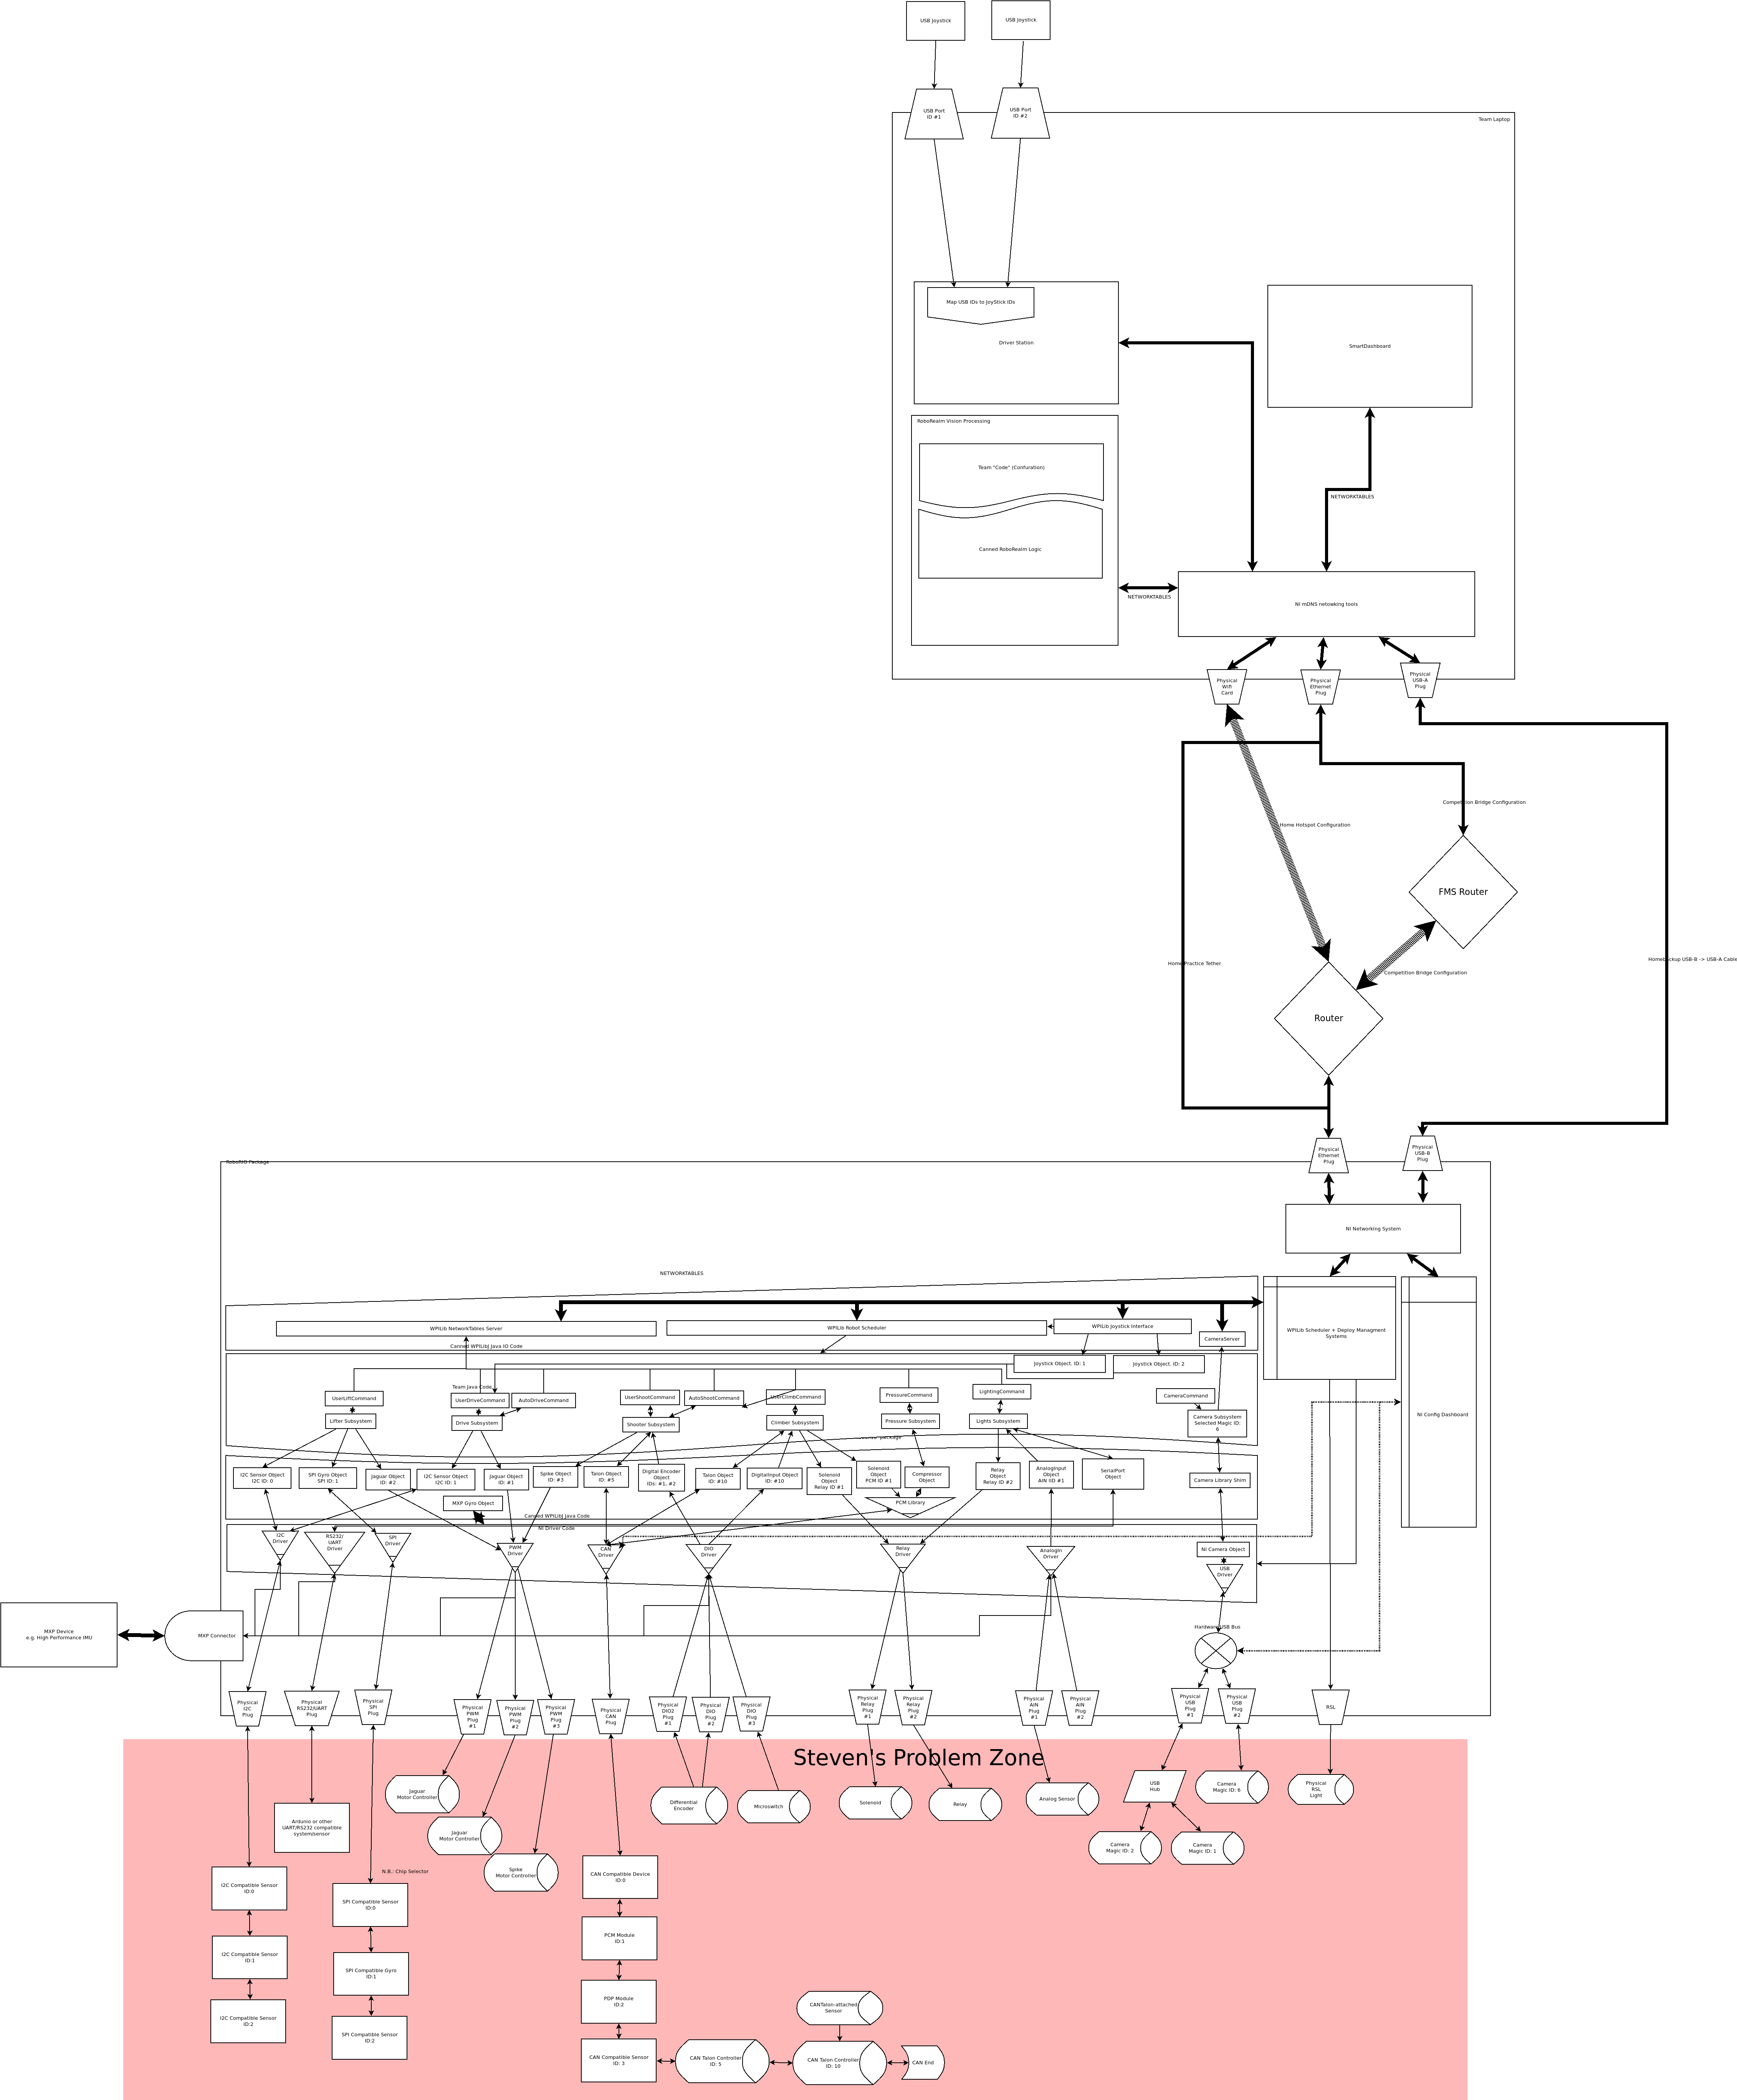 USB Joystick
USB Joystick
USB Port
ID #1
USB Port
ID #2
Team Laptop
Map USB IDs to JoyStick IDs
Driver Station
SmartDashboard
RoboRealm Vision Processing
Team "Code" (Confuration)
Canned RoboRealm Logic
NETWORKTABLES
NETWORKTABLES
NI mDNS netowking tools
Physical
Wifi
Card
Physical
Ethernet
Plug
Physical
USB-A
Plug
Competition Bridge Configuration
Home Hotspot Configuration
FMS Router
Home Practice Tether
Competition Bridge Configuration
Homebackup USB-B -> USB-A Cable
Router
Physical
Ethernet
Plug
Physical
USB-B
Plug
RoboRIO Package
NI Networking System
NETWORKTABLES
WPILib NetworkTables Server
WPILib Robot Scheduler
WPILib Joystick Interface
CameraServer
WPILib Scheduler + Deploy Managment
Systems
NI Config Dashboard
Canned WPILibJ Java IO Code
Joystick Object. ID: 1
Joystick Object. ID: 2
Team Java Code
UserLiftCommand
UserDriveCommand
AutoDriveCommand
UserShootCommand
AutoShootCommand
UserClimbCommand
PressureCommand
LightingCommand
CameraCommand
Lifter Subsystem
Drive Subsystem
Shooter Subsystem
Climber Subsystem
Pressure Subsystem
Lights Subsystem
Camera Subsystem
Selected Magic ID:
6
I2C Sensor Object
I2C ID: 0
SPI Gyro Object
SPI ID: 1
Jaguar Object
ID: #2
I2C Sensor Object
I2C ID: 1
Jaguar Object
ID: #1
Spike Object
ID: #3
Talon Object
ID: #5
Digital Encoder
Object
IDs: #1, #2
Talon Object
ID: #10
DigitalInput Object
ID: #10
Solenoid
Object
Relay ID #1
Solenoid
Object
PCM ID #1
Compressor
Object
Relay
Object
Relay ID #2
AnalogInput
Object
AIN IID #1
SerialPort
Object
Camera Library Shim
MXP Gyro Object
PCM Library
Canned WPILibJ Java Code
NI Driver Code
I2C
Driver
RS232/
UART
Driver
SPI
Driver
PWM
Driver
CAN
Driver
DIO
Driver
Relay
Driver
AnalogIn
Driver
NI Camera Object
USB
Driver
MXP Device
e.g. High Performance IMU
MXP Connector
Hardware USB Bus
Physical
I2C
Plug
Physical
RS232/UART
Plug
Physical
SPI
Plug
Physical
PWM
Plug
#1
Physical
PWM
Plug
#2
Physical
PWM
Plug
#3
Physical
CAN
Plug
Physical
DIO2
Plug
#1
Physical
DIO
Plug
#2
Physical
DIO
Plug
#3
Physical
Relay
Plug
#1
Physical
Relay
Plug
#2
Physical
AIN
Plug
#1
Physical
AIN
Plug
#2
Physical
USB
Plug
#1
Physical
USB
Plug
#2
RSL
Steven's Problem Zone
Jaguar
Motor Controller
Jaguar
Motor Controller
Spike
Motor Controller
Differential
Encoder
Microswitch
Solenoid
Relay
Analog Sensor
USB
Hub
Camera
Magic ID: 6
Physical
RSL
Light
Camera
Magic ID: 2
Camera
Magic ID: 1
Ardunio or other
UART/RS232 compatible
system/sensor
N.B.: Chip Selector
I2C Compatible Sensor
ID:0
I2C Compatible Sensor
ID:1
I2C Compatible Sensor
ID:2
SPI Compatible Sensor
ID:0
SPI Compatible Gyro
ID:1
SPI Compatible Sensor
ID:2
CAN Compatible Device
ID:0
PCM Module
ID:1
PDP Module
ID:2
CAN Compatible Sensor
ID: 3
CAN Talon Controller
ID: 5
CANTalon-attached
Sensor
CAN Talon Controller
ID: 10
CAN End